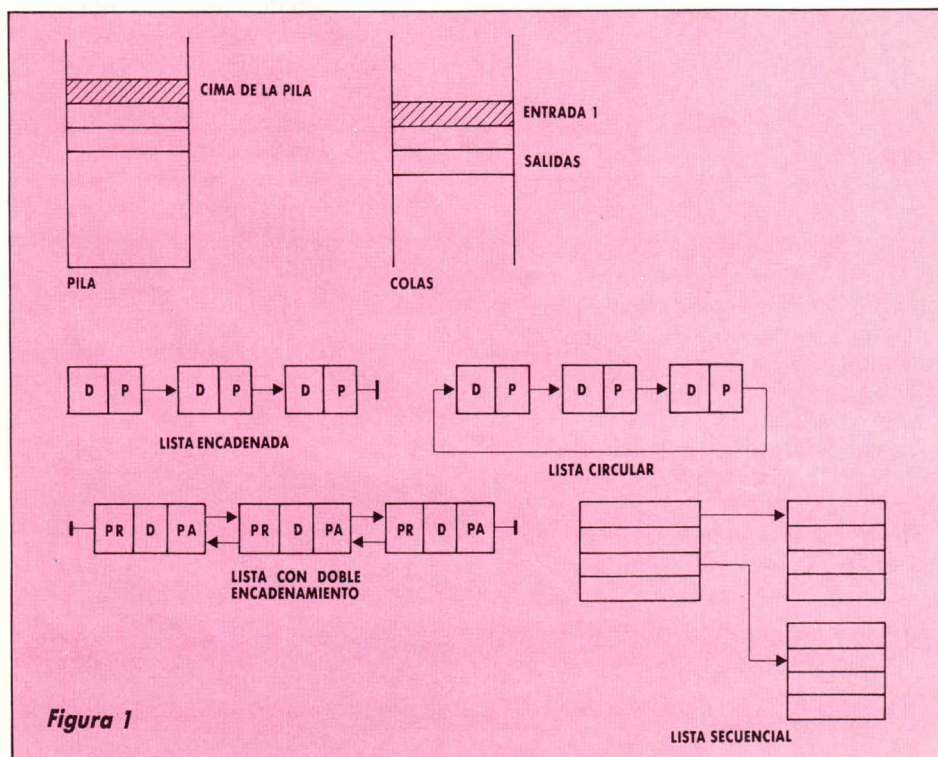 CIMA DE LA PILA
ENTRADA 1
SALIDAS
PILA
COLAS
D P D P D P
LISTA ENCADENADA
D P D P D P
LISTA CIRCULAR
PR D PA PR D PA PR D PA
LISTA CON DOBLE
ENCADENAMIENTO
LISTA SECUENCIAL
Figura 1